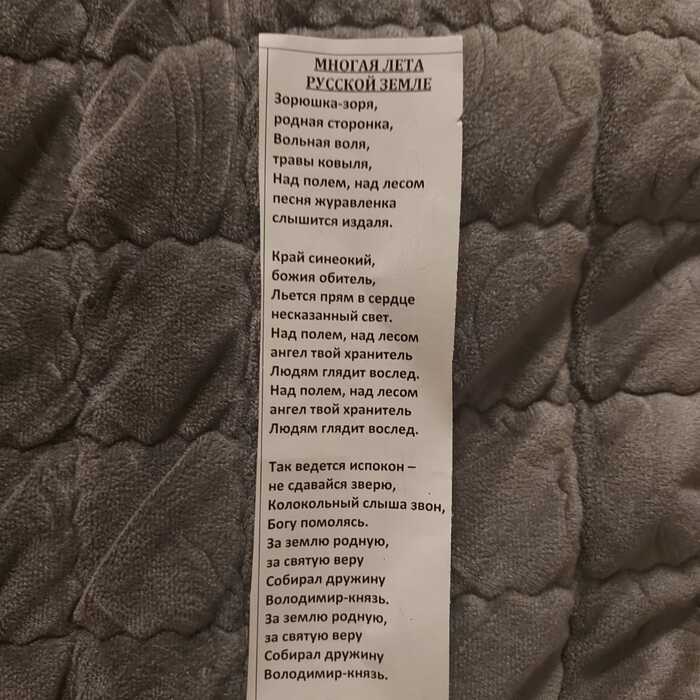 МНОГАЯ ЛЕТА
РУССКОЙ ЗЕМЛЕ
Зорюшка-зоря,
родная сторонка,
Вольная воля,
травы ковыля,
Над полем, над лесом
песня журавленка
слышится издаля.
Край синеокий,
божия обитель,
Льется прям в сердце
несказанный свет.
Над полем, над лесом
ангел твой хранитель
Людям глядит вослед.
Над полем, над лесом
ангел твой хранитель
Людям глядит вослед.
Так ведется испокон –
не сдавайся зверю,
Колокольный слыша звон,
Богу помолясь.
За землю родную,
за святую веру
Собирал дружину
Володимир-князь.
За землю родную,
за святую веру
Собирал дружину
Володимир-князь.